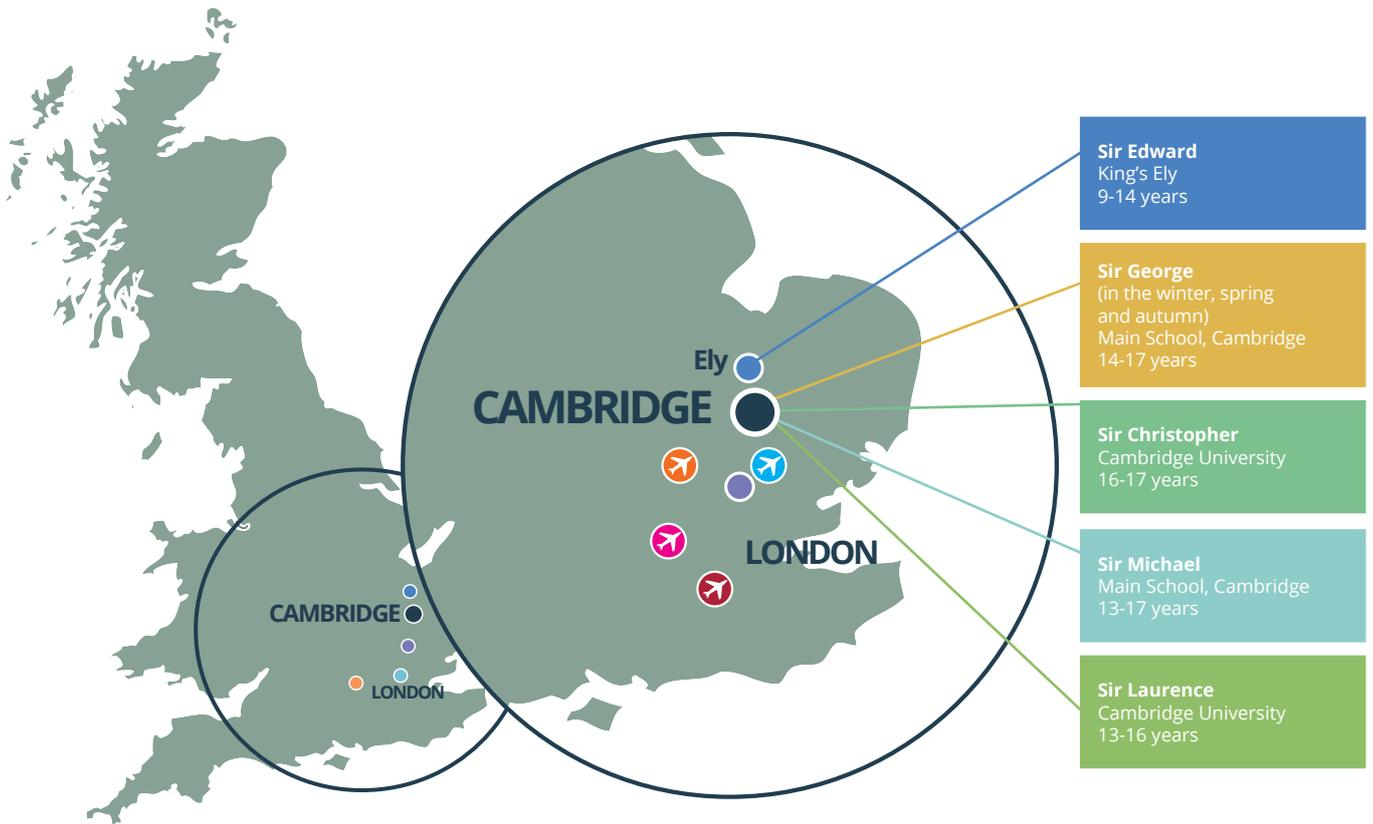 Sir Edward
King’s Ely
9-14 years
Sir George
(in the winter, spring
and autumn)
Main School, Cambridge
14-17 years
Ely
CAMBRIDGE
Sir Christopher
Cambridge University
16-17 years
LONDON
Sir Michael
Main School, Cambridge
13-17 years
CAMBRIDGE
LONDON
Sir Laurence
Cambridge University
13-16 years